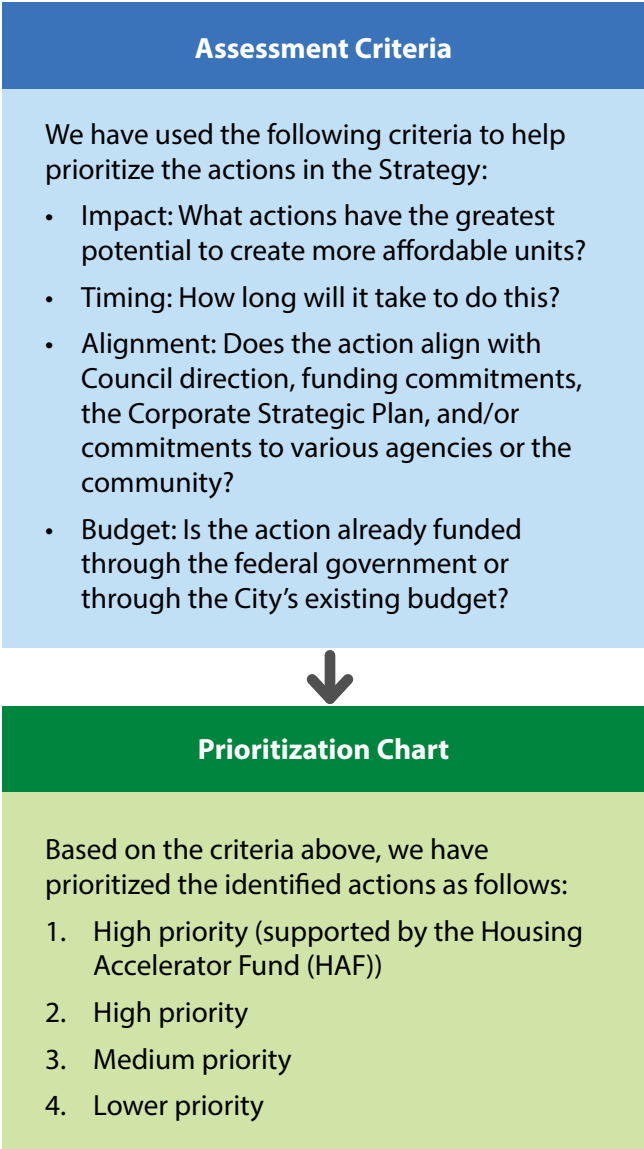 Assessment Criteria
We have used the following criteria to help
prioritize the actions in the Strategy:
• Impact: What actions have the greatest
potential to create more affordable units?
• Timing: How long will it take to do this?
• Alignment: Does the action align with
Council direction, funding commitments,
the Corporate Strategic Plan, and/or
commitments to various agencies or the
community?
• Budget: Is the action already funded
through the federal government or
through the City’s existing budget?
Prioritization Chart
Based on the criteria above, we have
prioritized the identified actions as follows:
1. High priority (supported by the Housing
Accelerator Fund (HAF))
2. High priority
3. Medium priority
4. Lower priority